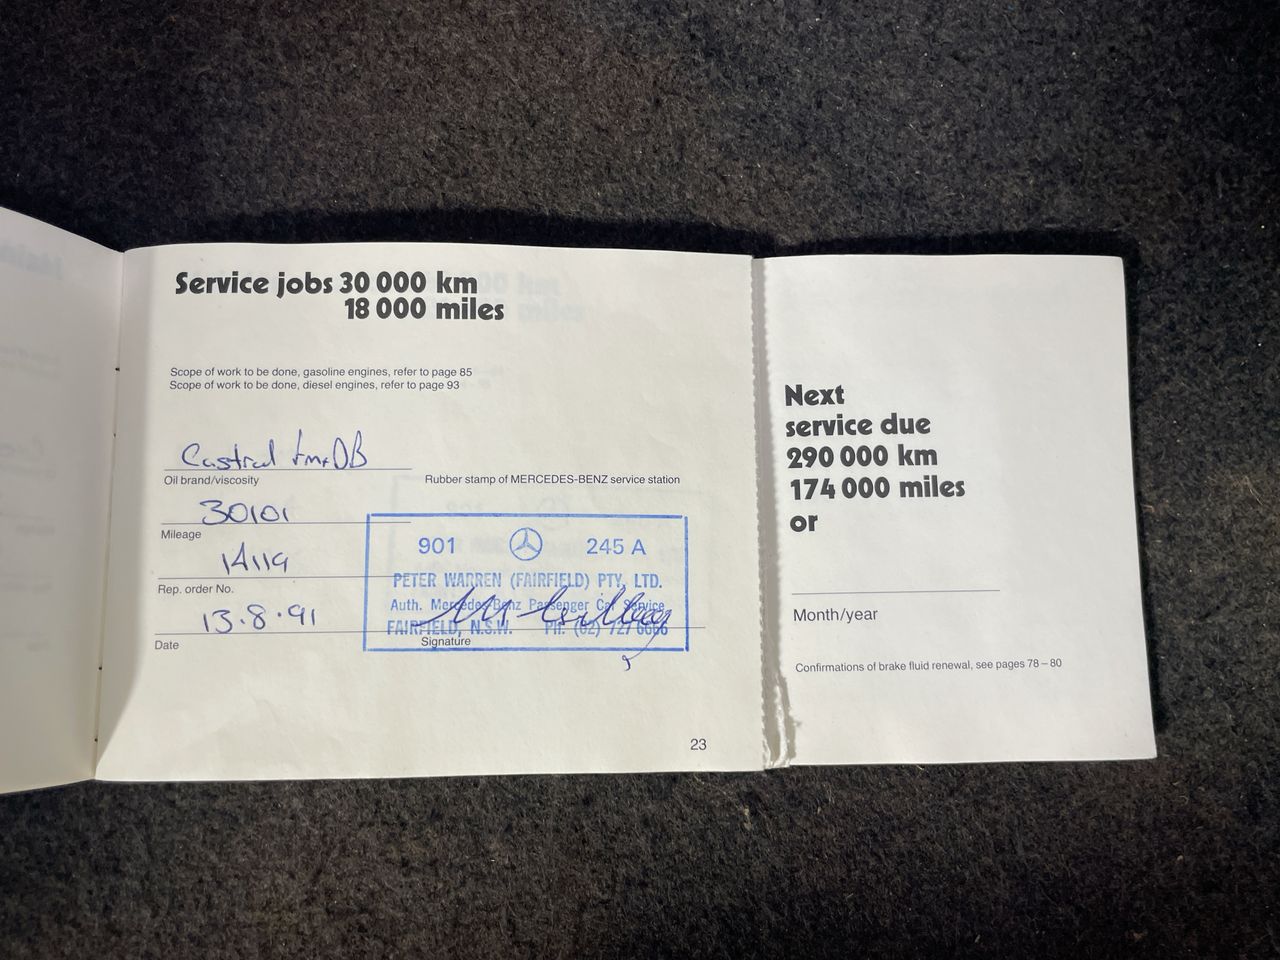 Service jobs 30 000 km
18 000 miles
Scope of work to be done, gasoline engines, refer to page 85
Scope of work to be done, diesel engines, refer to page 93
Castrol
Oil brand/viscosity
Rubber stamp of MERCEDES-BENZ service station
30101
Mileage
14119
Rep. order No.
13.8.91
Date
901 245 A
PETER WARREN (FAIRFIELD) PTY, LTD.
Auth. Mercedes-Benz Passenger Car Service
FAIRFIELD, N.S.W. PH: (02) 727 6666
Signature
23
Next
service due
290 000 km
174 000 miles
or
Month/year
Confirmations of brake fluid renewal, see pages 78 – 80